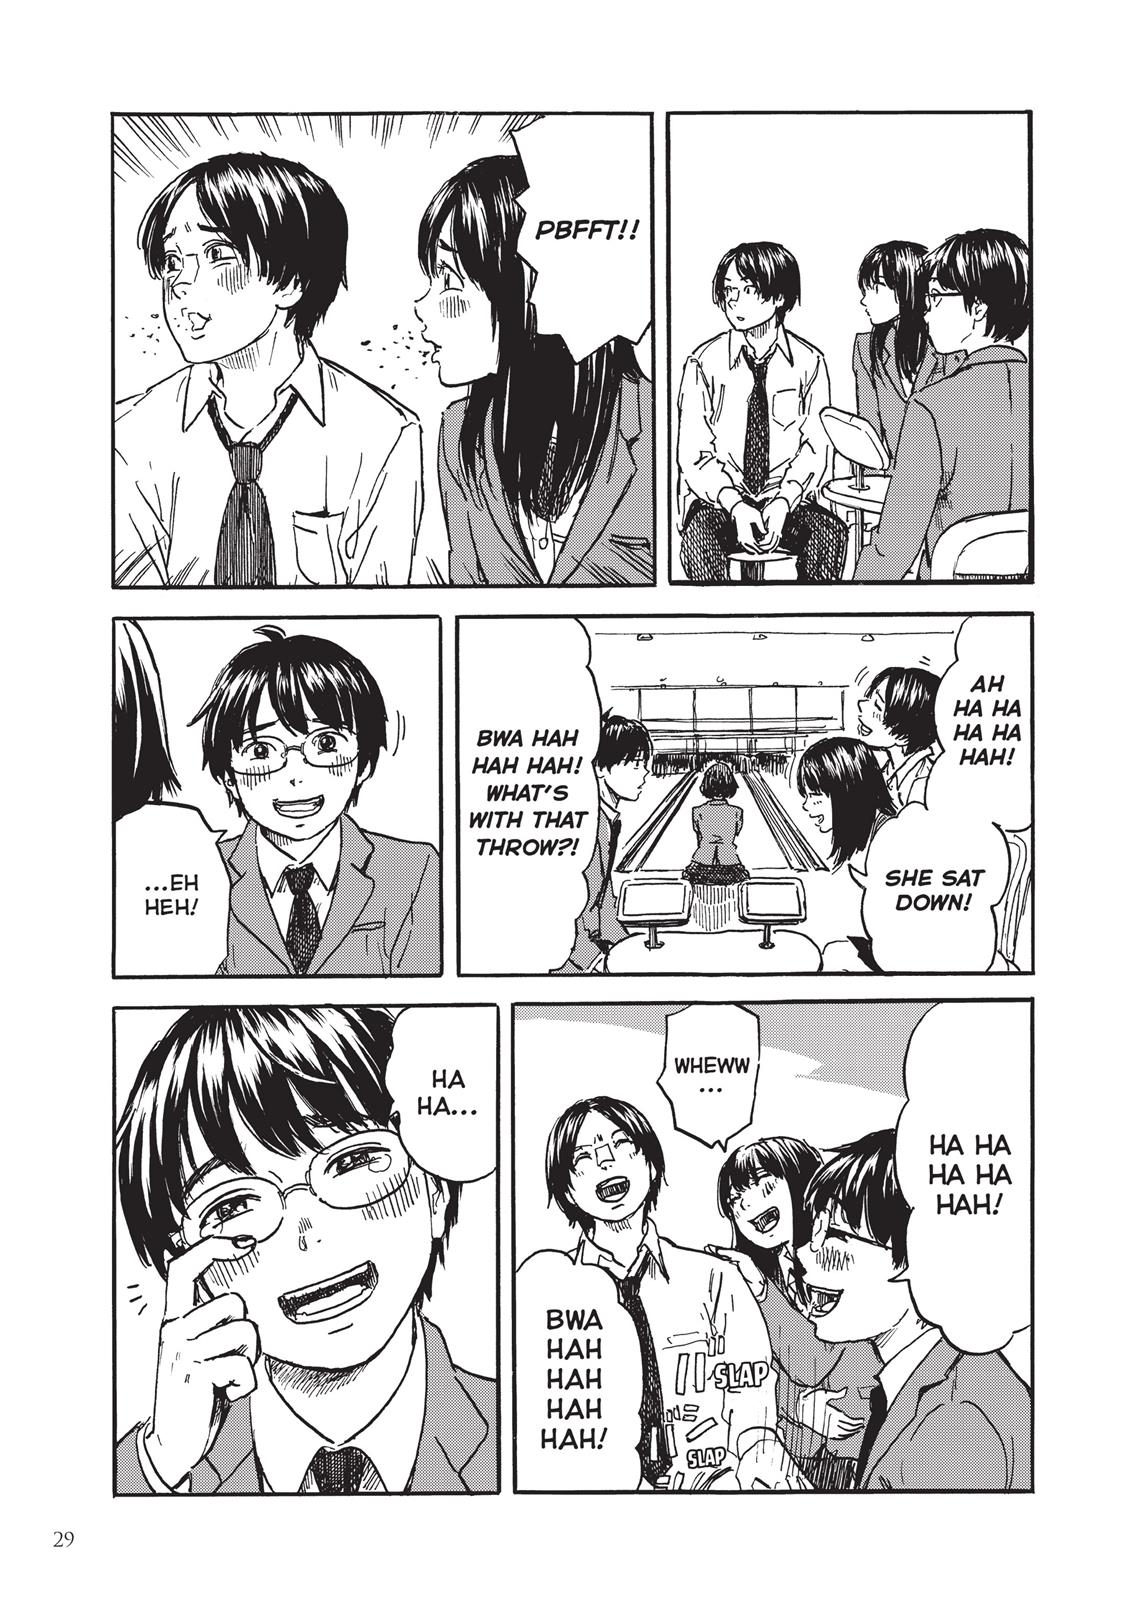 PBFFT!!
AH
HA HA
HA HA
HAH!
SHE SAT
DOWN!
BWA HAH
HAH HAH!
WHAT'S
WITH THAT
THROW?!
...EH
HEH!
HA HA
HA HA
HAH!
WHEWW
...
SLAP
SLAP
BWA
HAH
HAH
HAH
HAH!
HA
HA...
29